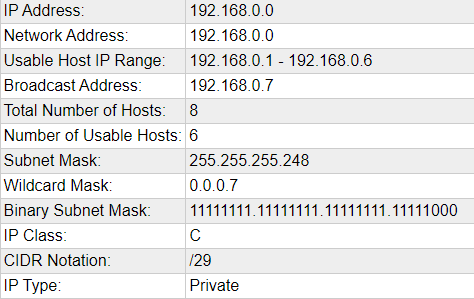 IP Address: 192.168.0.0
Network Address: 192.168.0.0
Usable Host IP Range: 192.168.0.1 - 192.168.0.6
Broadcast Address: 192.168.0.7
Total Number of Hosts: 8
Number of Usable Hosts: 6
Subnet Mask: 255.255.255.248
Wildcard Mask: 0.0.0.7
Binary Subnet Mask: 11111111.11111111.11111111.11111000
IP Class: C
CIDR Notation: /29
IP Type: Private